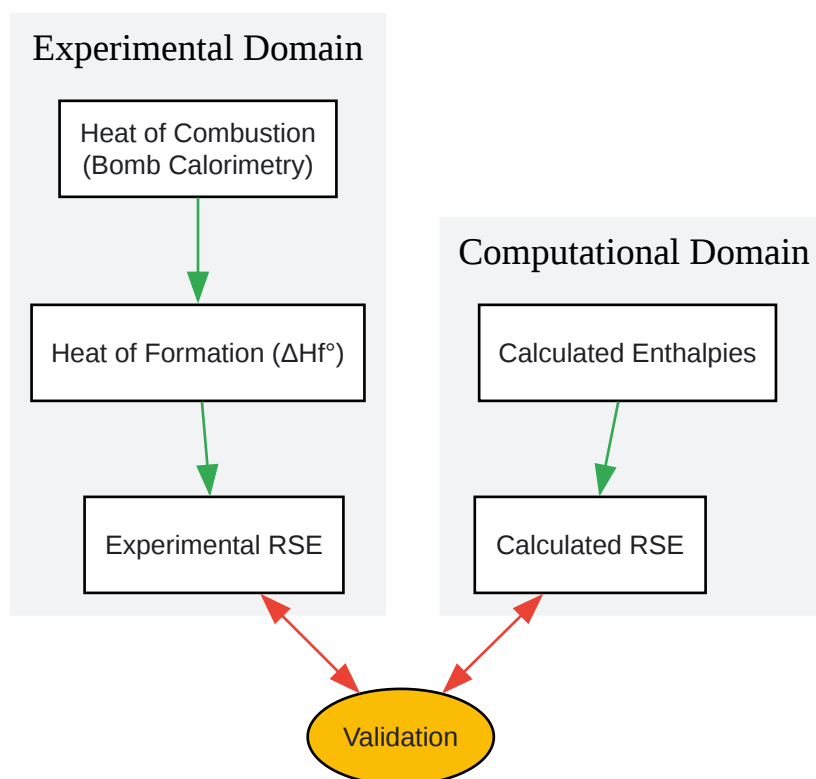 Experimental Domain
Heat of Combustion
(Bomb Calorimetry)
Heat of Formation (ΔHf°)
Experimental RSE
Computational Domain
Calculated Enthalpies
Calculated RSE
Validation